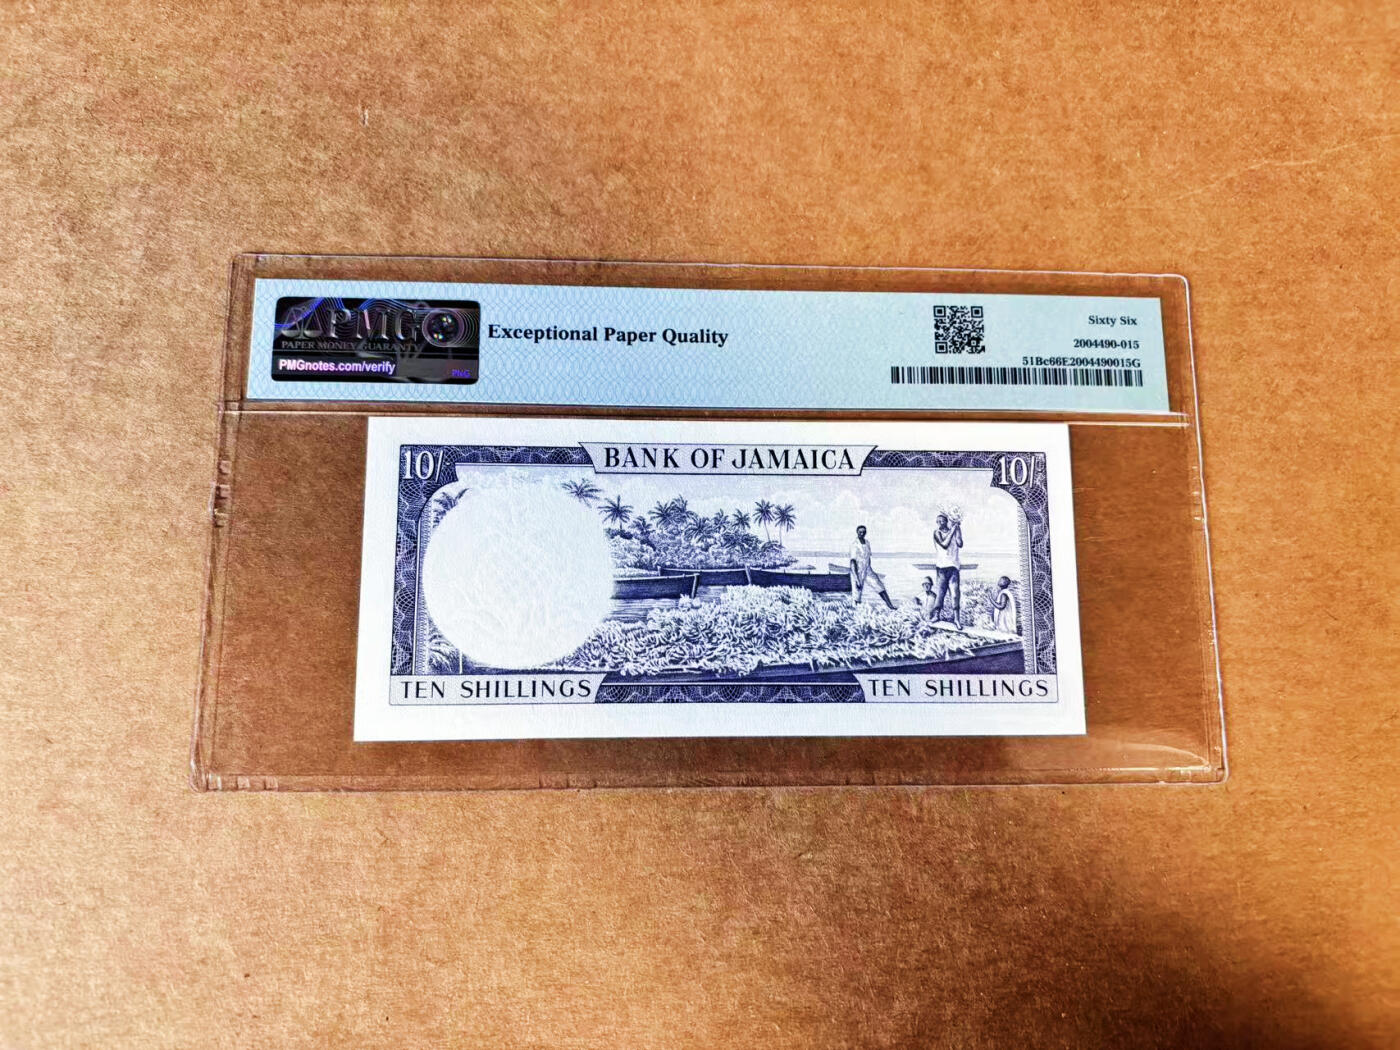 PMG
PAPER MONEY GUARANTY
PMGnotes.com/verify
PNG
Exceptional Paper Quality
Sixty Six
2004490-015
51Bc66E2004490015G
BANK OF JAMAICA
10/-
10/-
TEN SHILLINGS
TEN SHILLINGS